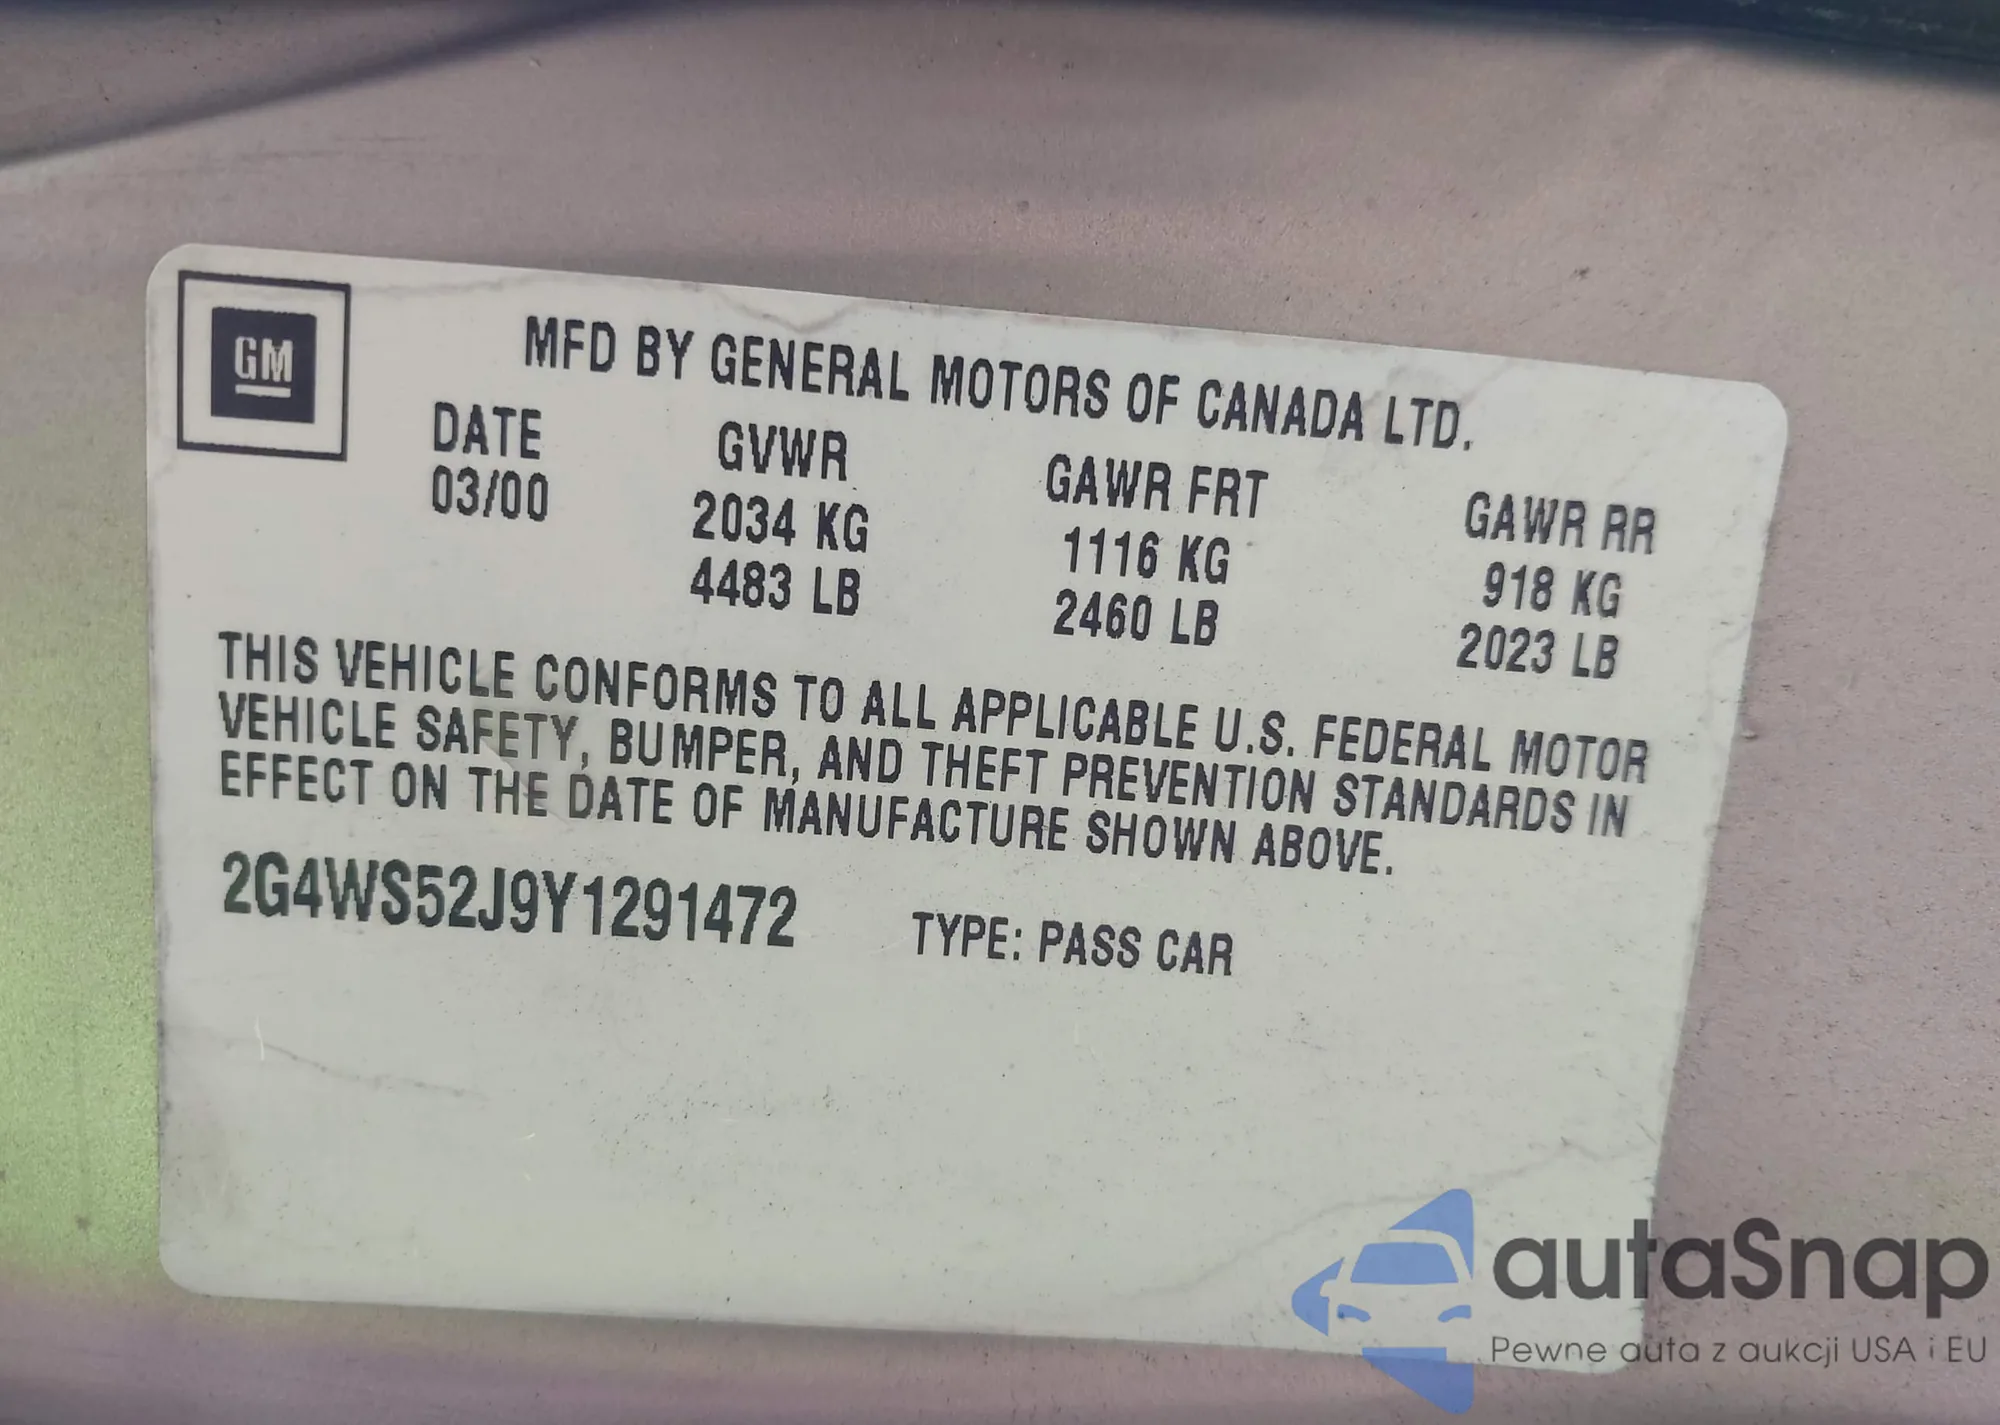 GM
MFD BY GENERAL MOTORS OF CANADA LTD.
DATE GVWR GAWR FRT GAWR RR
03/00 2034 KG 1116 KG 918 KG
4483 LB 2460 LB 2023 LB
THIS VEHICLE CONFORMS TO ALL APPLICABLE U.S. FEDERAL MOTOR
VEHICLE SAFETY, BUMPER, AND THEFT PREVENTION STANDARDS IN
EFFECT ON THE DATE OF MANUFACTURE SHOWN ABOVE.
2G4WS52J9Y1291472 TYPE: PASS CAR
autaSnap
Pewne auta z aukcji USA i EU